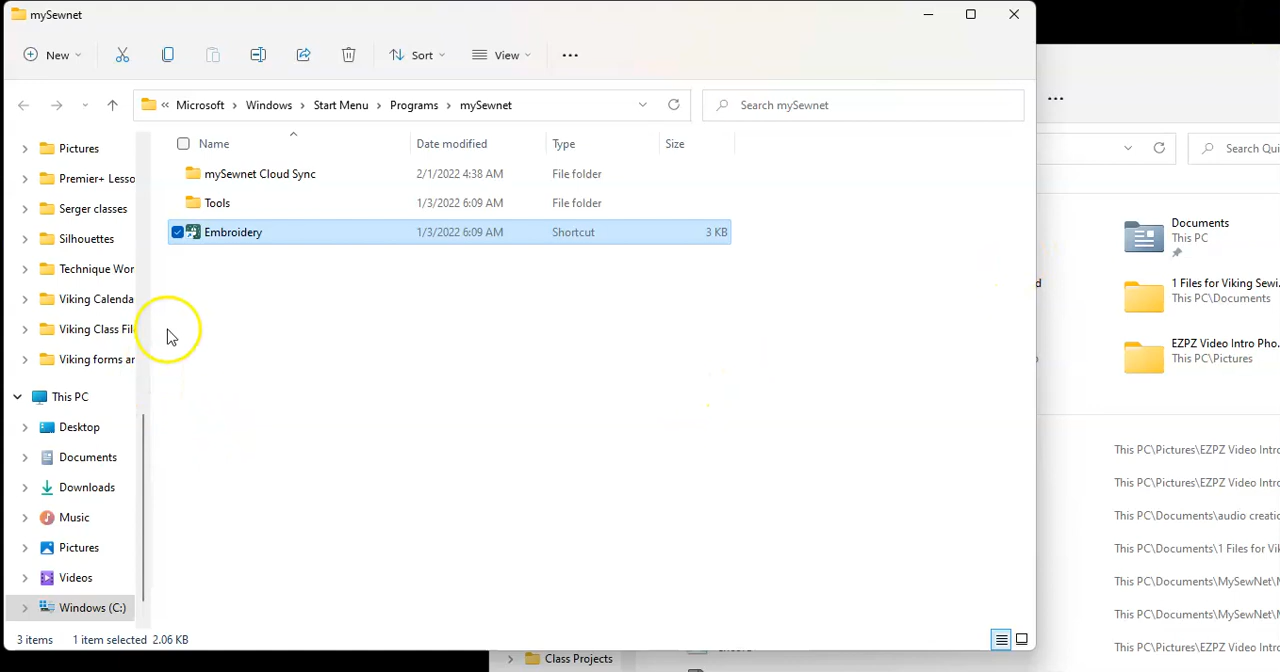 mySewnet
New
Sort
View
Microsoft > Windows > Start Menu > Programs > mySewnet
Search mySewnet
Name Date modified Type Size
mySewnet Cloud Sync 2/1/2022 4:38 AM File folder
Tools 1/3/2022 6:09 AM File folder
Embroidery 1/3/2022 6:09 AM Shortcut 3 KB
Pictures
Premier+ Lesso
Serger classes
Silhouettes
Technique Wor
Viking Calenda
Viking Class Fil
Viking forms ar
This PC
Desktop
Documents
Downloads
Music
Pictures
Videos
Windows (C:)
3 items 1 item selected 2.06 KB
Search Qui
Documents
This PC
1 Files for Viking Sewi...
This PC\Documents
EZPZ Video Intro Pho...
This PC\Pictures
This PC\Pictures\EZPZ Video Intro
This PC\Pictures\EZPZ Video Intro
This PC\Documents\audio creatio
This PC\Documents\1 Files for Vi
This PC\Documents\MySewNet\
This PC\Documents\MySewNet\
This PC\Pictures\EZPZ Video Intro
Class Projects